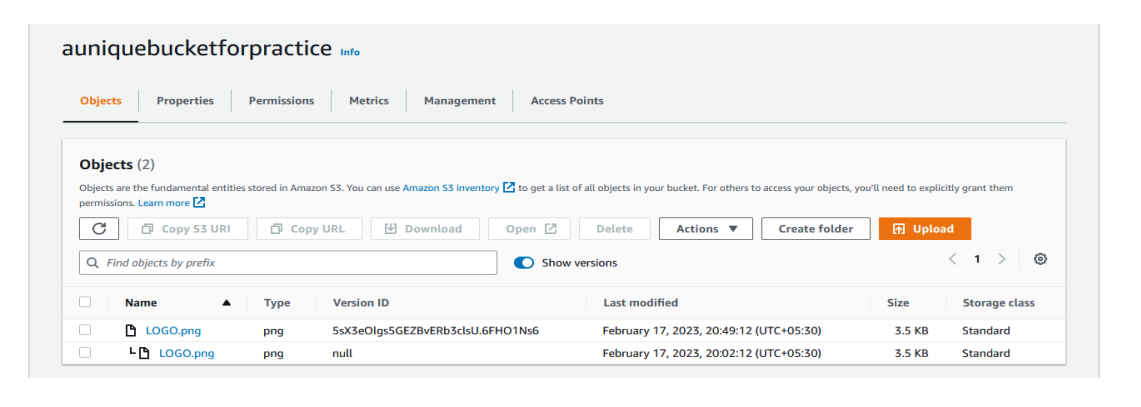 auniquebucketforpractice Info
Objects Properties Permissions Metrics Management Access Points
Objects (2)
Objects are the fundamental entities stored in Amazon S3. You can use Amazon S3 inventory to get a list of all objects in your bucket. For others to access your objects, you'll need to explicitly grant them
permissions. Learn more
Copy S3 URI Copy URL Download Open Delete Actions Create folder Upload
Find objects by prefix Show versions 1
Name Type Version ID Last modified Size Storage class
LOGO.png png 5sX3eOlgs5GEZBvERb3clsU.6FHO1Ns6 February 17, 2023, 20:49:12 (UTC+05:30) 3.5 KB Standard
LOGO.png png null February 17, 2023, 20:02:12 (UTC+05:30) 3.5 KB Standard